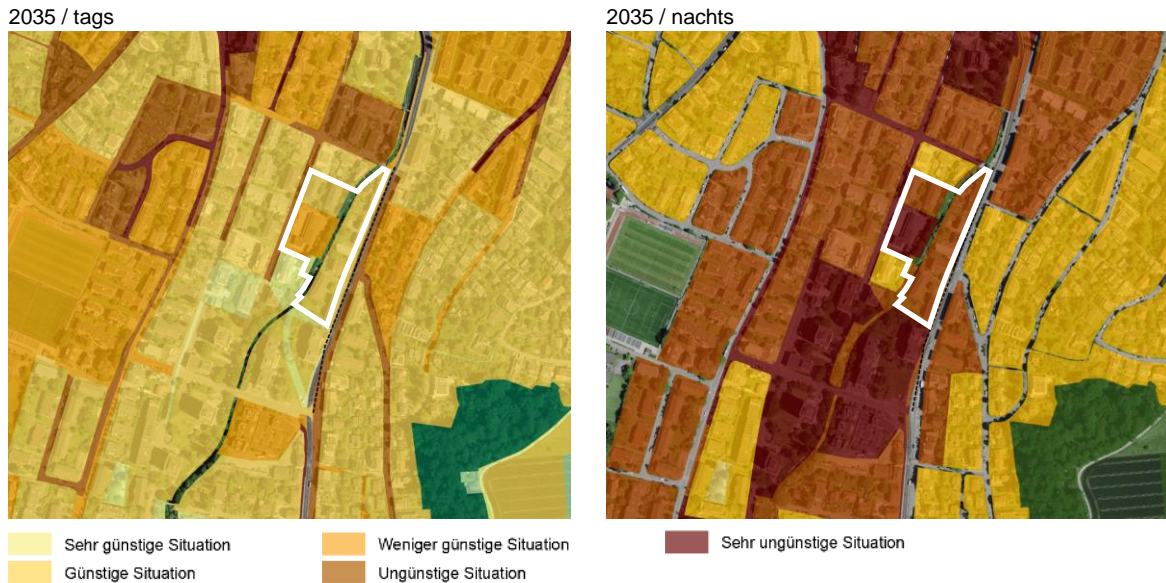 2035 / tags
2035 / nachts
Sehr günstige Situation
Weniger günstige Situation
Sehr ungünstige Situation
Günstige Situation
Ungünstige Situation